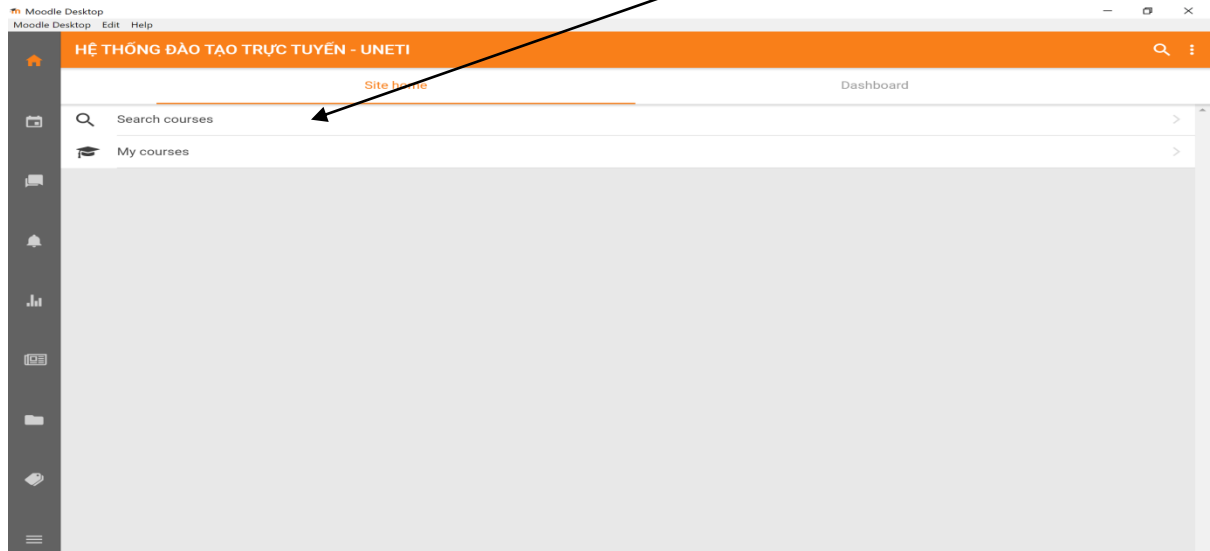 Moodle Desktop
Moodle Desktop Edit Help
HỆ THỐNG ĐÀO TẠO TRỰC TUYẾN - UNETI
Site home Dashboard
Search courses
My courses